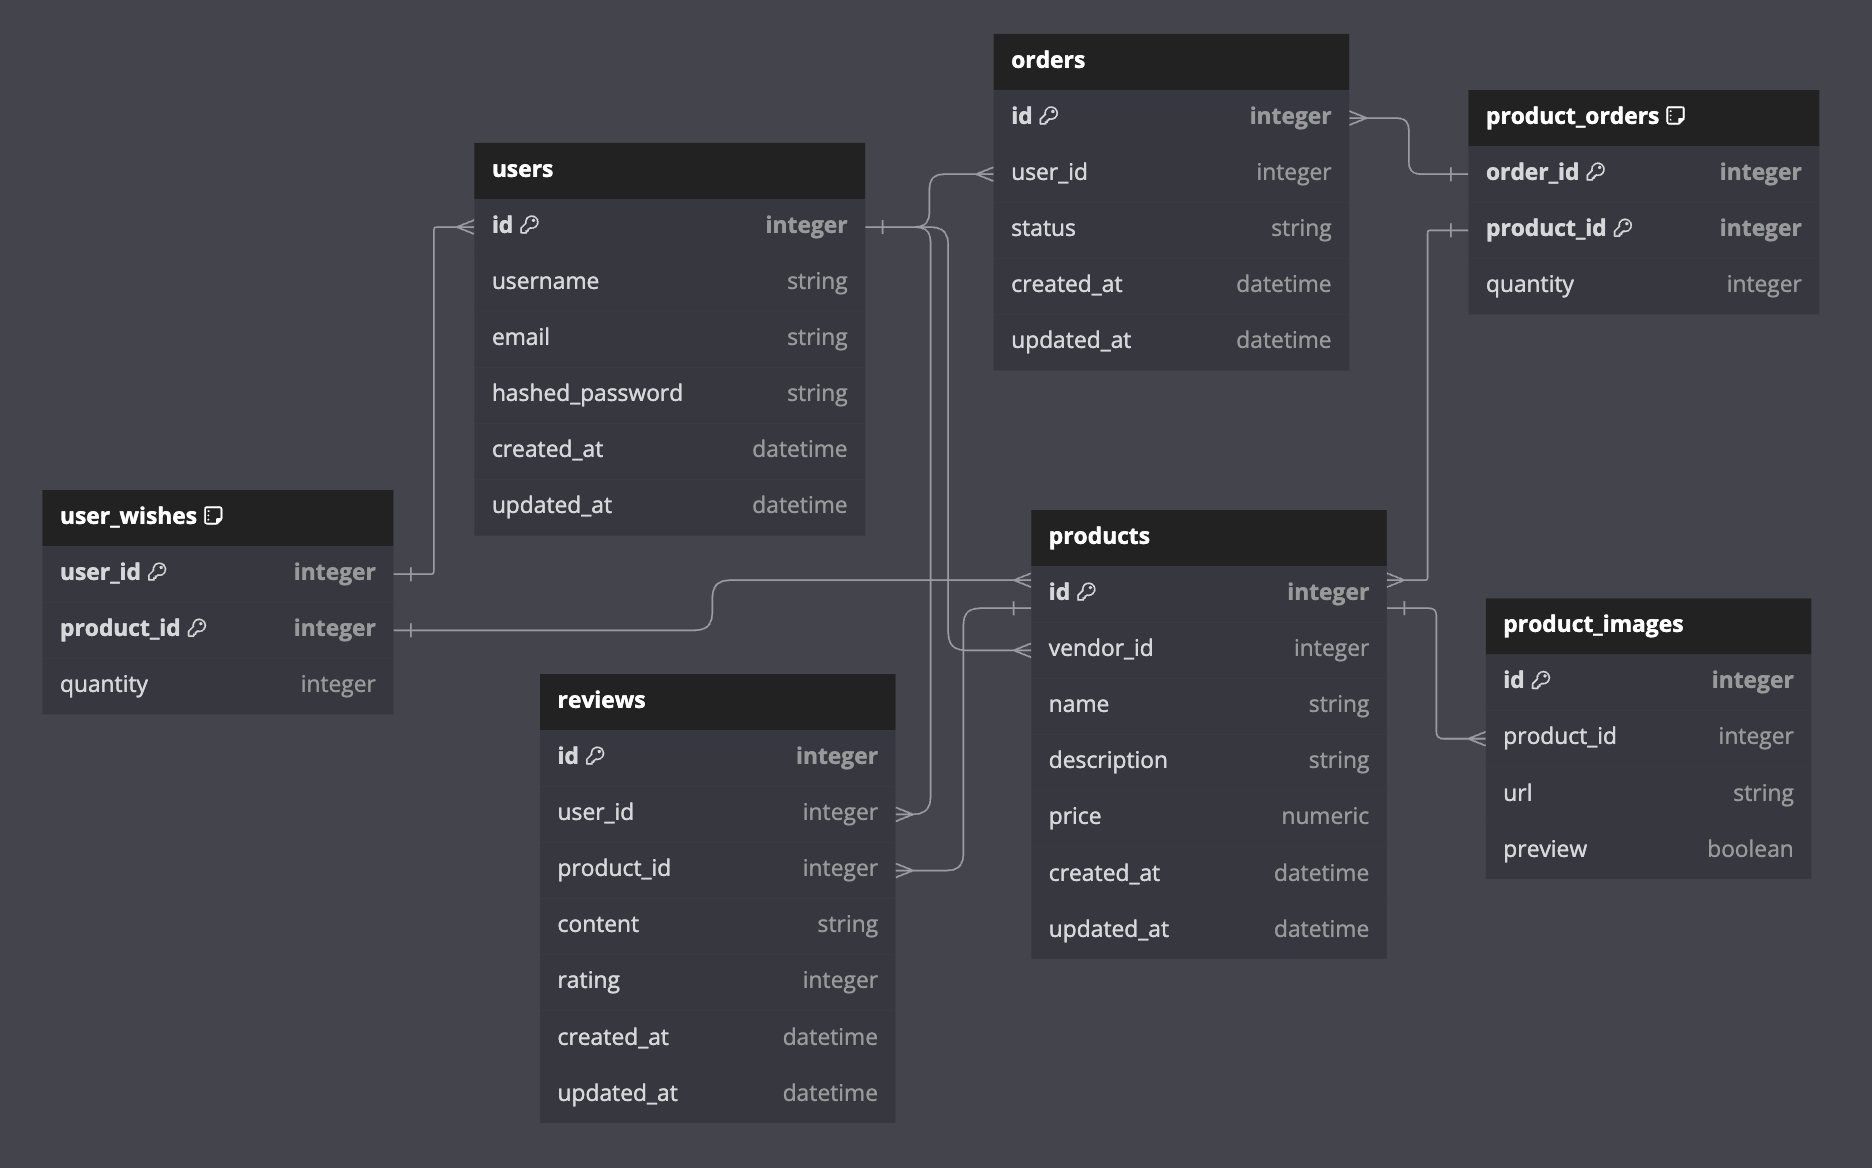 orders
id integer
user_id integer
status string
created_at datetime
updated_at datetime
product_orders
order_id integer
product_id integer
quantity integer
users
id integer
username string
email string
hashed_password string
created_at datetime
updated_at datetime
user_wishes
user_id integer
product_id integer
quantity integer
products
id integer
vendor_id integer
name string
description string
price numeric
created_at datetime
updated_at datetime
product_images
id integer
product_id integer
url string
preview boolean
reviews
id integer
user_id integer
product_id integer
content string
rating integer
created_at datetime
updated_at datetime